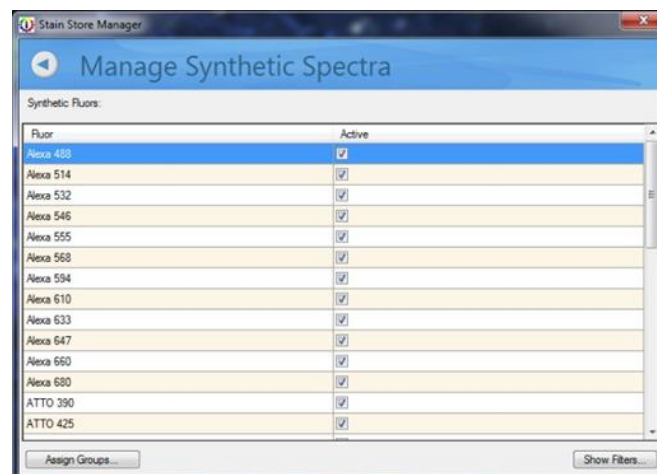 Stain Store Manager
Manage Synthetic Spectra
Synthetic Fluors:
Fluor Active
Alexa 488
Alexa 514
Alexa 532
Alexa 546
Alexa 555
Alexa 568
Alexa 594
Alexa 610
Alexa 633
Alexa 647
Alexa 660
Alexa 680
ATTO 390
ATTO 425
Assign Groups... Show Filters...